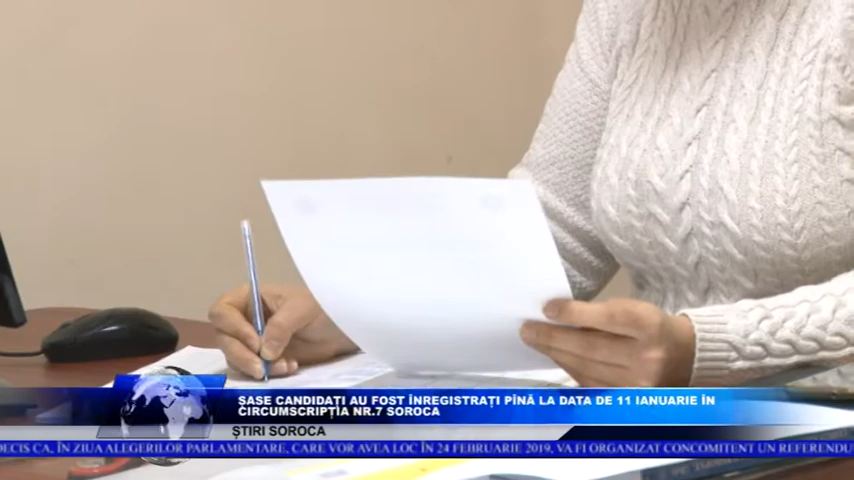 ȘASE CANDIDAȚI AU FOST ÎNREGISTRAȚI PÎNĂ LA DATA DE 11 IANUARIE ÎN
CIRCUMSCRIPȚIA NR.7 SOROCA
ȘTIRI SOROCA
DECIS CA, ÎN ZIUA ALEGERILOR PARLAMENTARE, CARE VOR AVEA LOC ÎN 24 FEBRUARIE 2019, VA FI ORGANIZAT CONCOMITENT UN REFERENDU